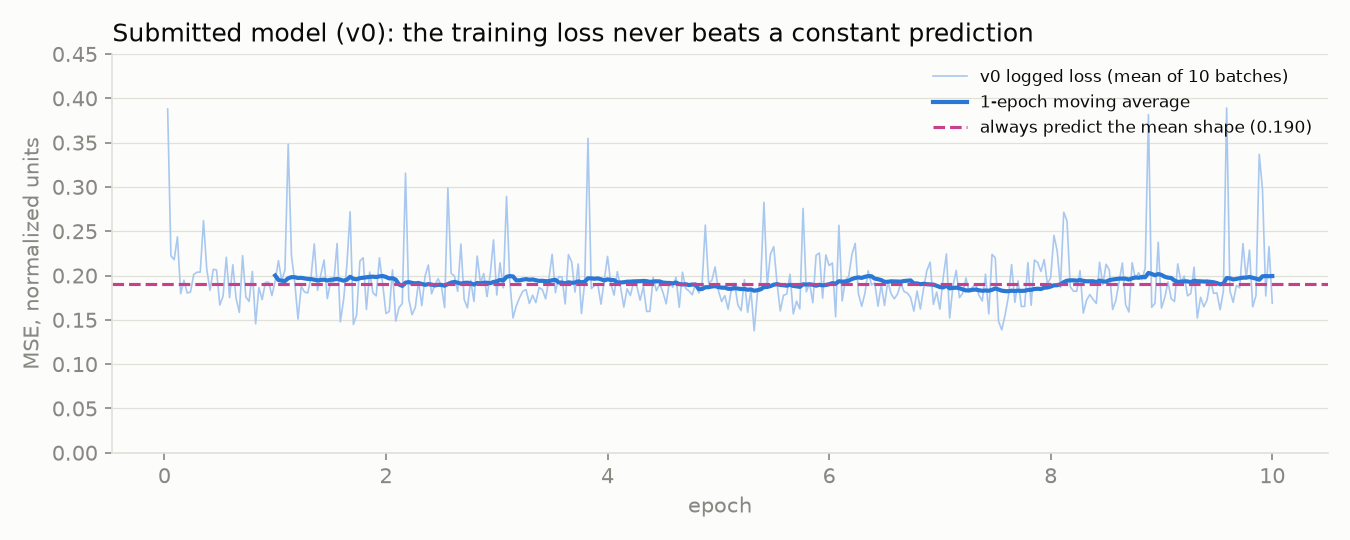 Submitted model (v0): the training loss never beats a constant prediction
v0 logged loss (mean of 10 batches)
1-epoch moving average
always predict the mean shape (0.190)
MSE, normalized units
0.45
0.40
0.35
0.30
0.25
0.20
0.15
0.10
0.05
0.00
0 2 4 6 8 10
epoch